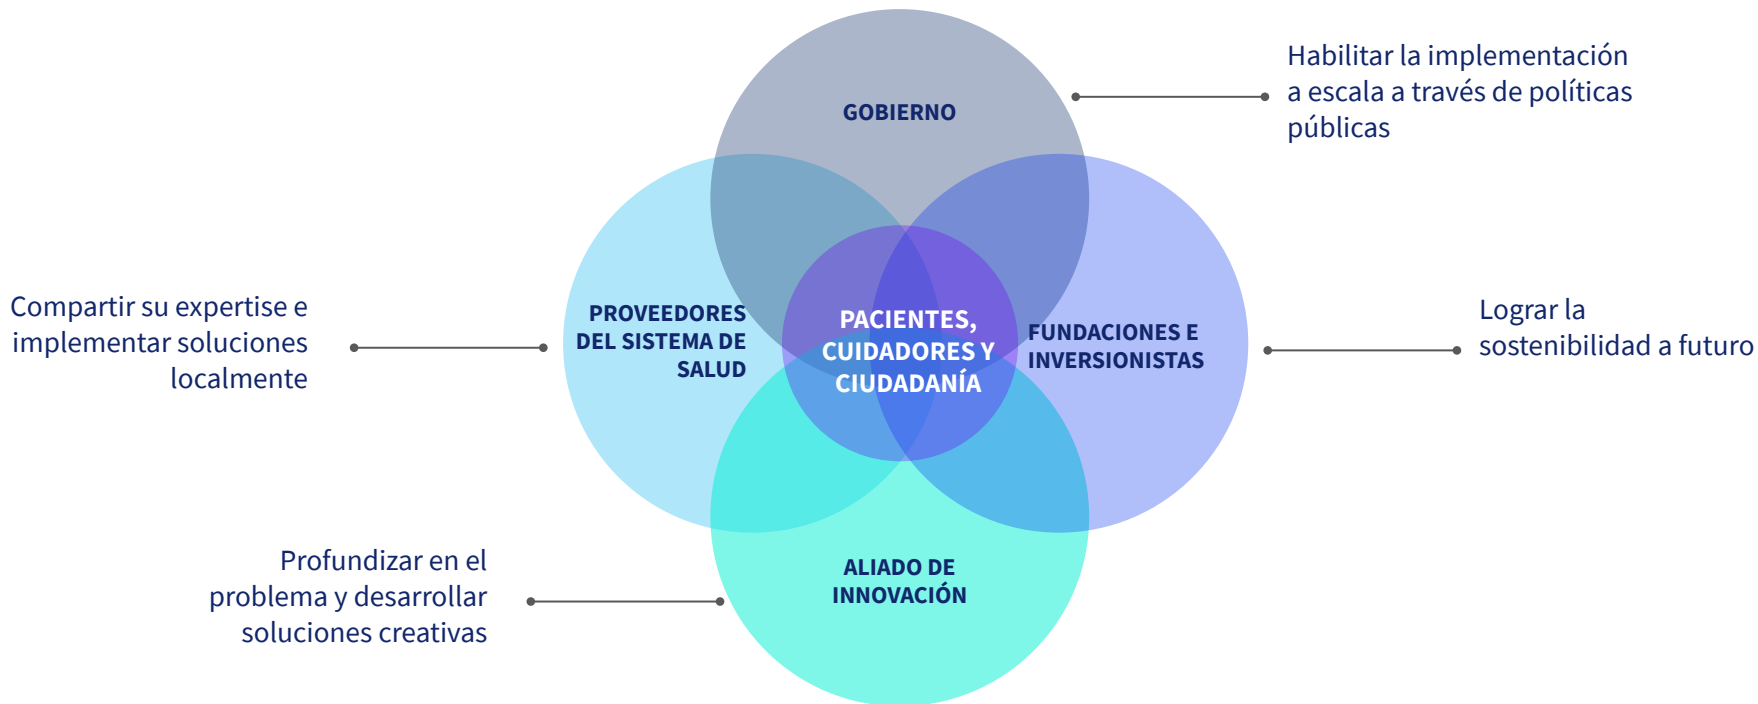 GOBIERNO
Habilitar la implementación
a escala a través de políticas
públicas
Compartir su expertise e
implementar soluciones
localmente
PROVEEDORES
DEL SISTEMA DE
SALUD
PACIENTES,
CUIDADORES Y
CIUDADANÍA
FUNDACIONES E
INVERSIONISTAS
Lograr la
sostenibilidad a futuro
Profundizar en el
problema y desarrollar
soluciones creativas
ALIADO DE
INNOVACIÓN